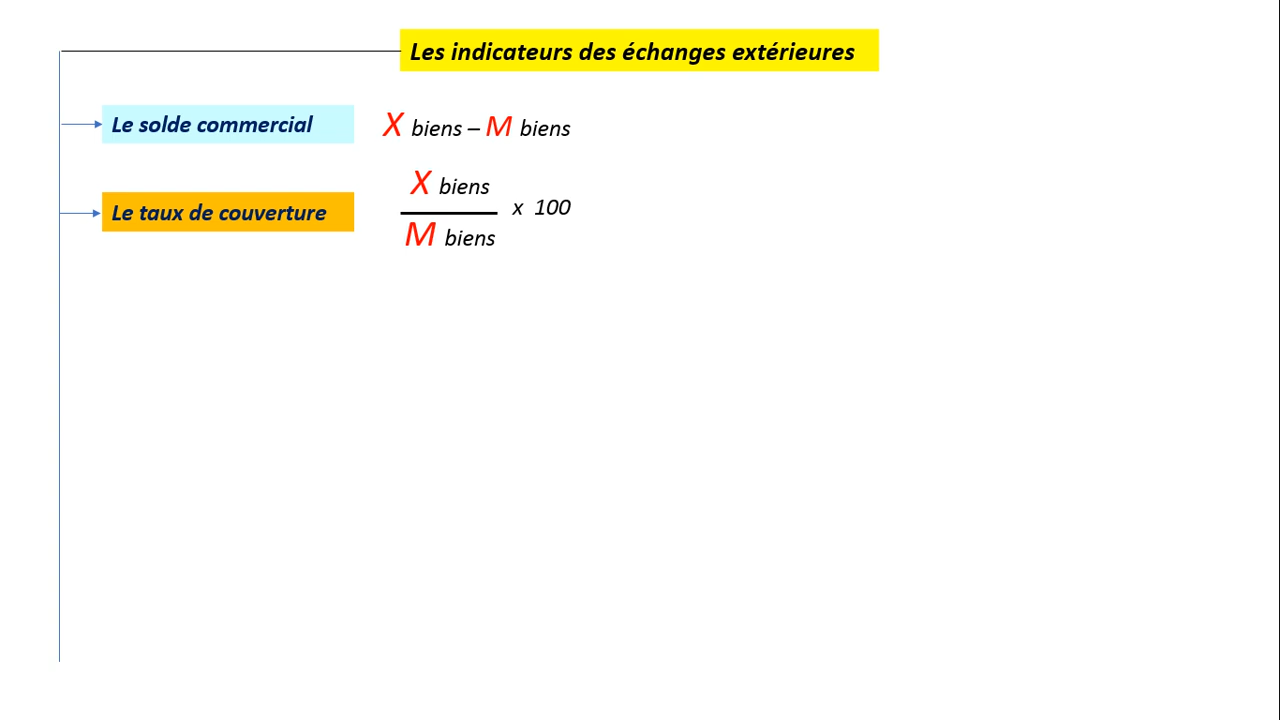 Les indicateurs des échanges extérieures
Le solde commercial X biens – M biens
Le taux de couverture
X biens
x 100
M biens